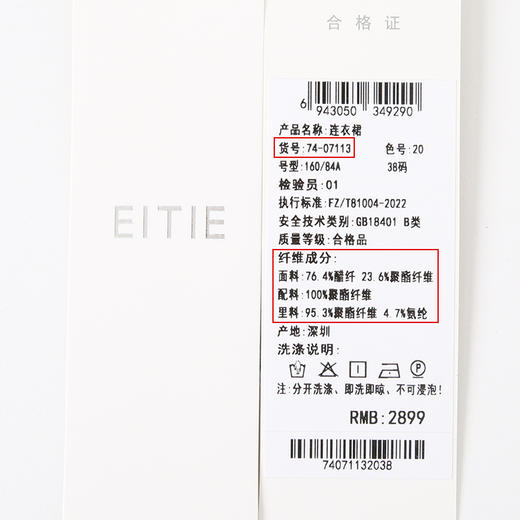 EITIE
合格证
6 943050 349290
产品名称:连衣裙
货号:74-07113 色号:20
号型:160/84A 38码
检验员:01
执行标准:FZ/T81004-2022
安全技术类别:GB18401 B类
质量等级:合格品
纤维成分:
面料:76.4%醋纤 23.6%聚酯纤维
配料:100%聚酯纤维
里料:95.3%聚酯纤维 4.7%氨纶
产地:深圳
洗涤说明:
注:分开洗涤、即洗即晾、不可浸泡!
RMB:2899
74071132038